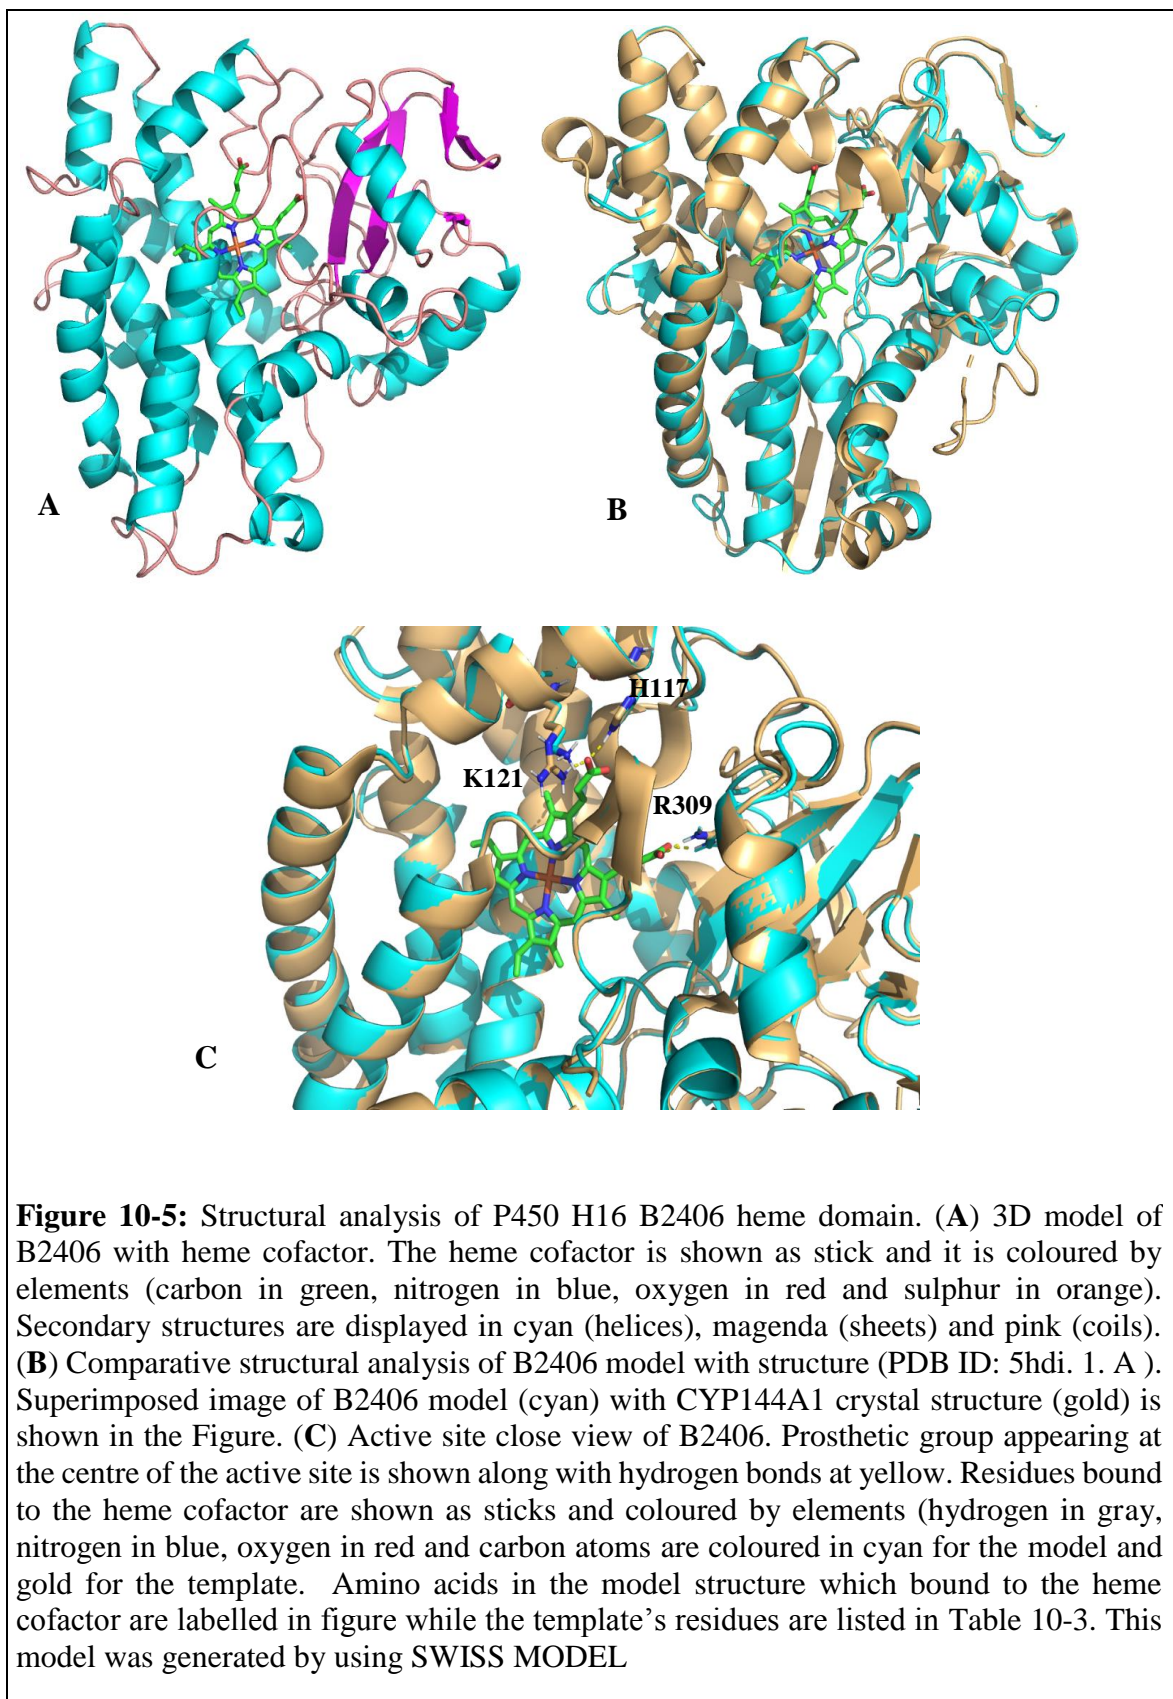 A
B
H117
K121
R309
C
Figure 10-5: Structural analysis of P450 H16 B2406 heme domain. (A) 3D model of
B2406 with heme cofactor. The heme cofactor is shown as stick and it is coloured by
elements (carbon in green, nitrogen in blue, oxygen in red and sulphur in orange).
Secondary structures are displayed in cyan (helices), magenda (sheets) and pink (coils).
(B) Comparative structural analysis of B2406 model with structure (PDB ID: 5hdi. 1. A ).
Superimposed image of B2406 model (cyan) with CYP144A1 crystal structure (gold) is
shown in the Figure. (C) Active site close view of B2406. Prosthetic group appearing at
the centre of the active site is shown along with hydrogen bonds at yellow. Residues bound
to the heme cofactor are shown as sticks and coloured by elements (hydrogen in gray,
nitrogen in blue, oxygen in red and carbon atoms are coloured in cyan for the model and
gold for the template. Amino acids in the model structure which bound to the heme
cofactor are labelled in figure while the template’s residues are listed in Table 10-3. This
model was generated by using SWISS MODEL